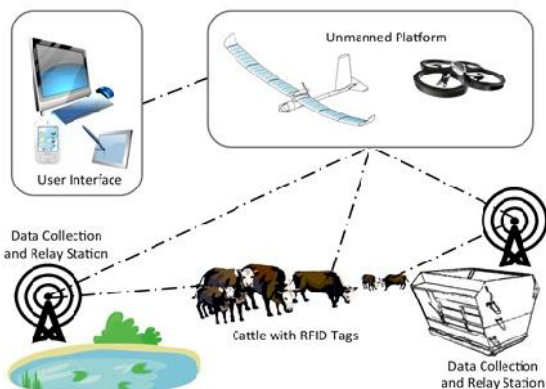 Unmanned Platform
User Interface
Data Collection
and Relay Station
Cattle with RFID Tags
Data Collection
and Relay Station